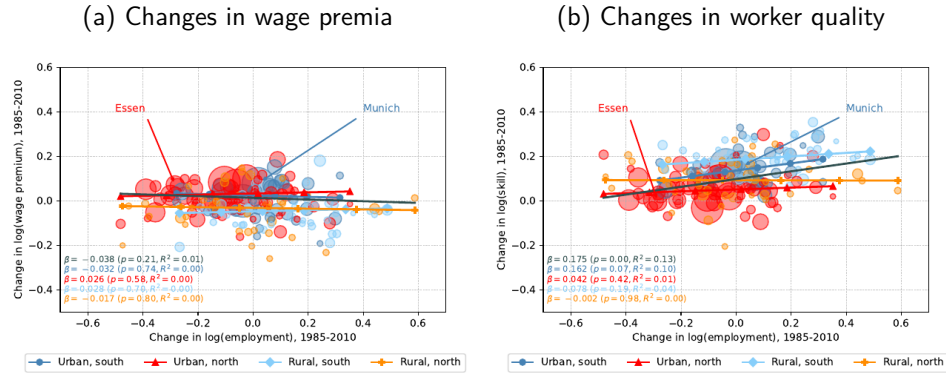 (a) Changes in wage premia
0.6
0.4
0.2
0.0
−0.2
−0.4
−0.6
−0.4
−0.2
0.0
0.2
0.4
0.6
Change in log(wage premium), 1985-2010
Change in log(employment), 1985-2010
Essen
Munich
β = −0.038 (p = 0.21, R² = 0.01)
β = −0.032 (p = 0.74, R² = 0.00)
β = 0.026 (p = 0.58, R² = 0.00)
β = 0.028 (p = 0.70, R² = 0.00)
β = −0.017 (p = 0.80, R² = 0.00)
Urban, south
Urban, north
Rural, south
Rural, north
(b) Changes in worker quality
0.6
0.4
0.2
0.0
−0.2
−0.4
−0.6
−0.4
−0.2
0.0
0.2
0.4
0.6
Change in log(skill), 1985-2010
Change in log(employment), 1985-2010
Essen
Munich
β = 0.175 (p = 0.00, R² = 0.13)
β = 0.162 (p = 0.07, R² = 0.10)
β = 0.042 (p = 0.42, R² = 0.01)
β = 0.078 (p = 0.19, R² = 0.04)
β = −0.002 (p = 0.98, R² = 0.00)
Urban, south
Urban, north
Rural, south
Rural, north